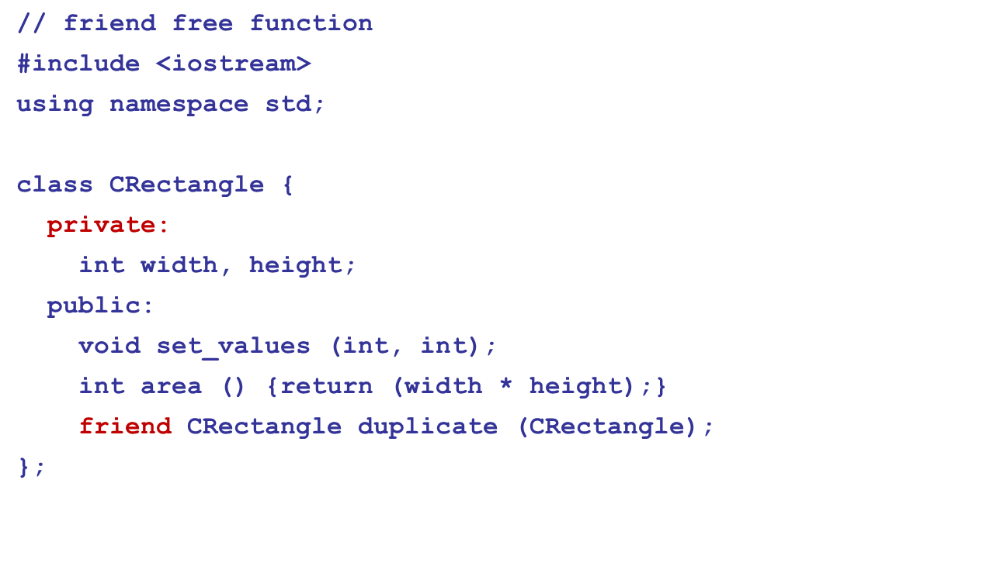 // friend free function
#include <iostream>
using namespace std;
class CRectangle {
private:
int width, height;
public:
void set_values (int, int);
int area () {return (width * height);}
friend CRectangle duplicate (CRectangle);
};